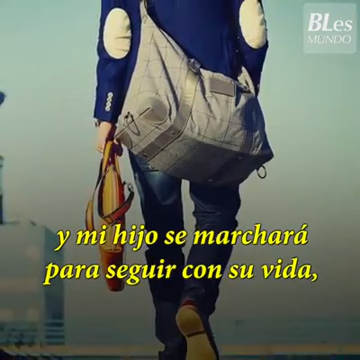 BLes
MUNDO
y mi hijo se marchará
para seguir con su vida,